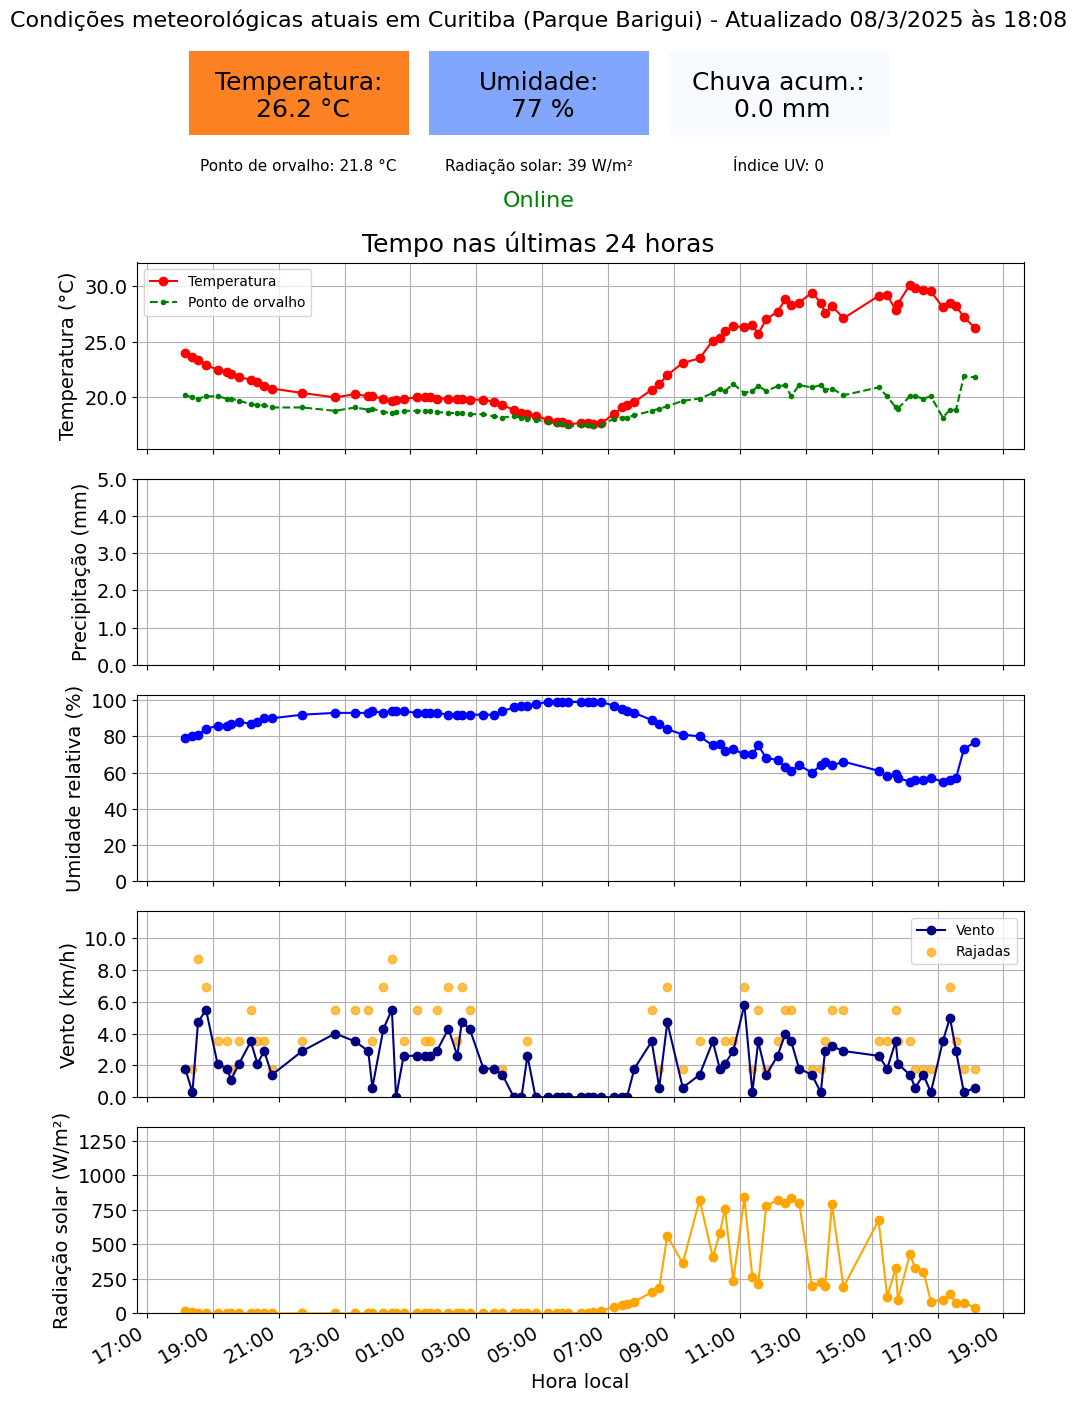 Condições meteorológicas atuais em Curitiba (Parque Barigui) - Atualizado 08/3/2025 às 18:08
Temperatura:
26.2 °C
Umidade:
77 %
Chuva acum.:
0.0 mm
Ponto de orvalho: 21.8 °C
Radiação solar: 39 W/m²
Índice UV: 0
Online
Tempo nas últimas 24 horas
Temperatura (°C)
30.0
25.0
20.0
Temperatura
Ponto de orvalho
Precipitação (mm)
5.0
4.0
3.0
2.0
1.0
0.0
Umidade relativa (%)
100
80
60
40
20
0
Vento (km/h)
10.0
8.0
6.0
4.0
2.0
0.0
Vento
Rajadas
Radiação solar (W/m²)
1250
1000
750
500
250
0
17:00
19:00
21:00
23:00
01:00
03:00
05:00
07:00
09:00
11:00
13:00
15:00
17:00
19:00
Hora local